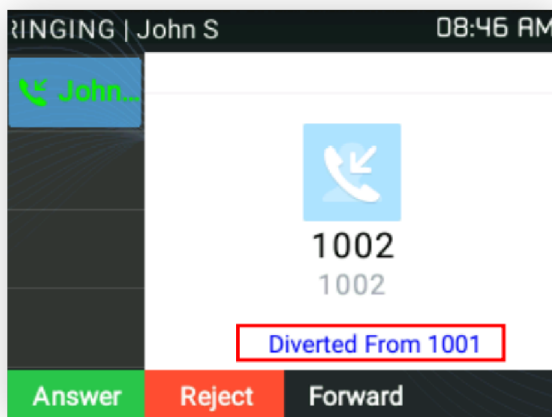 RINGING | John S
08:46 AM
John...
1002
1002
Diverted From 1001
Answer
Reject
Forward